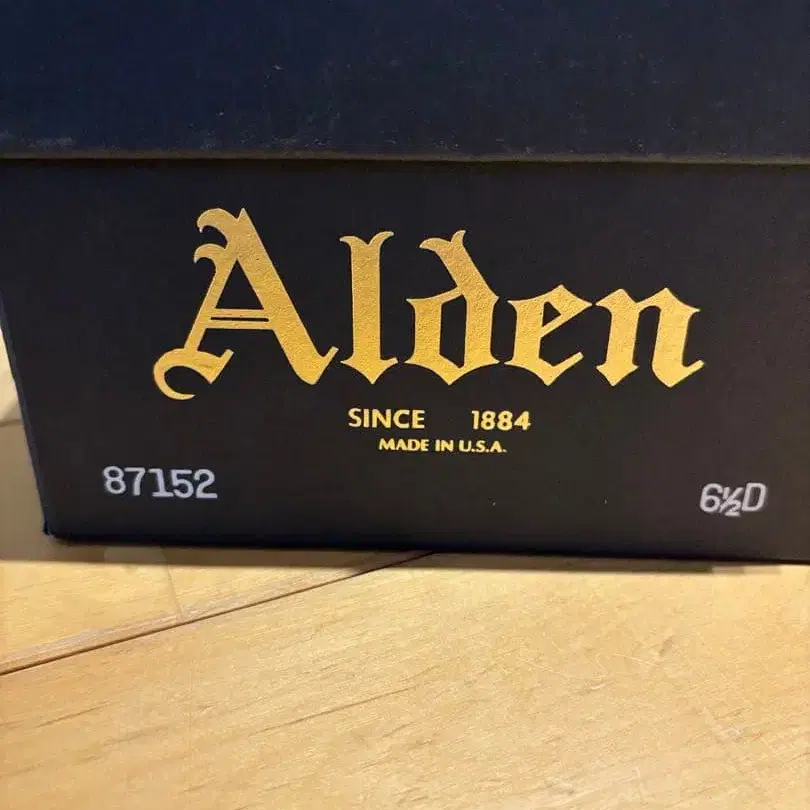 Alden
SINCE 1884
MADE IN U.S.A.
87152 6½D